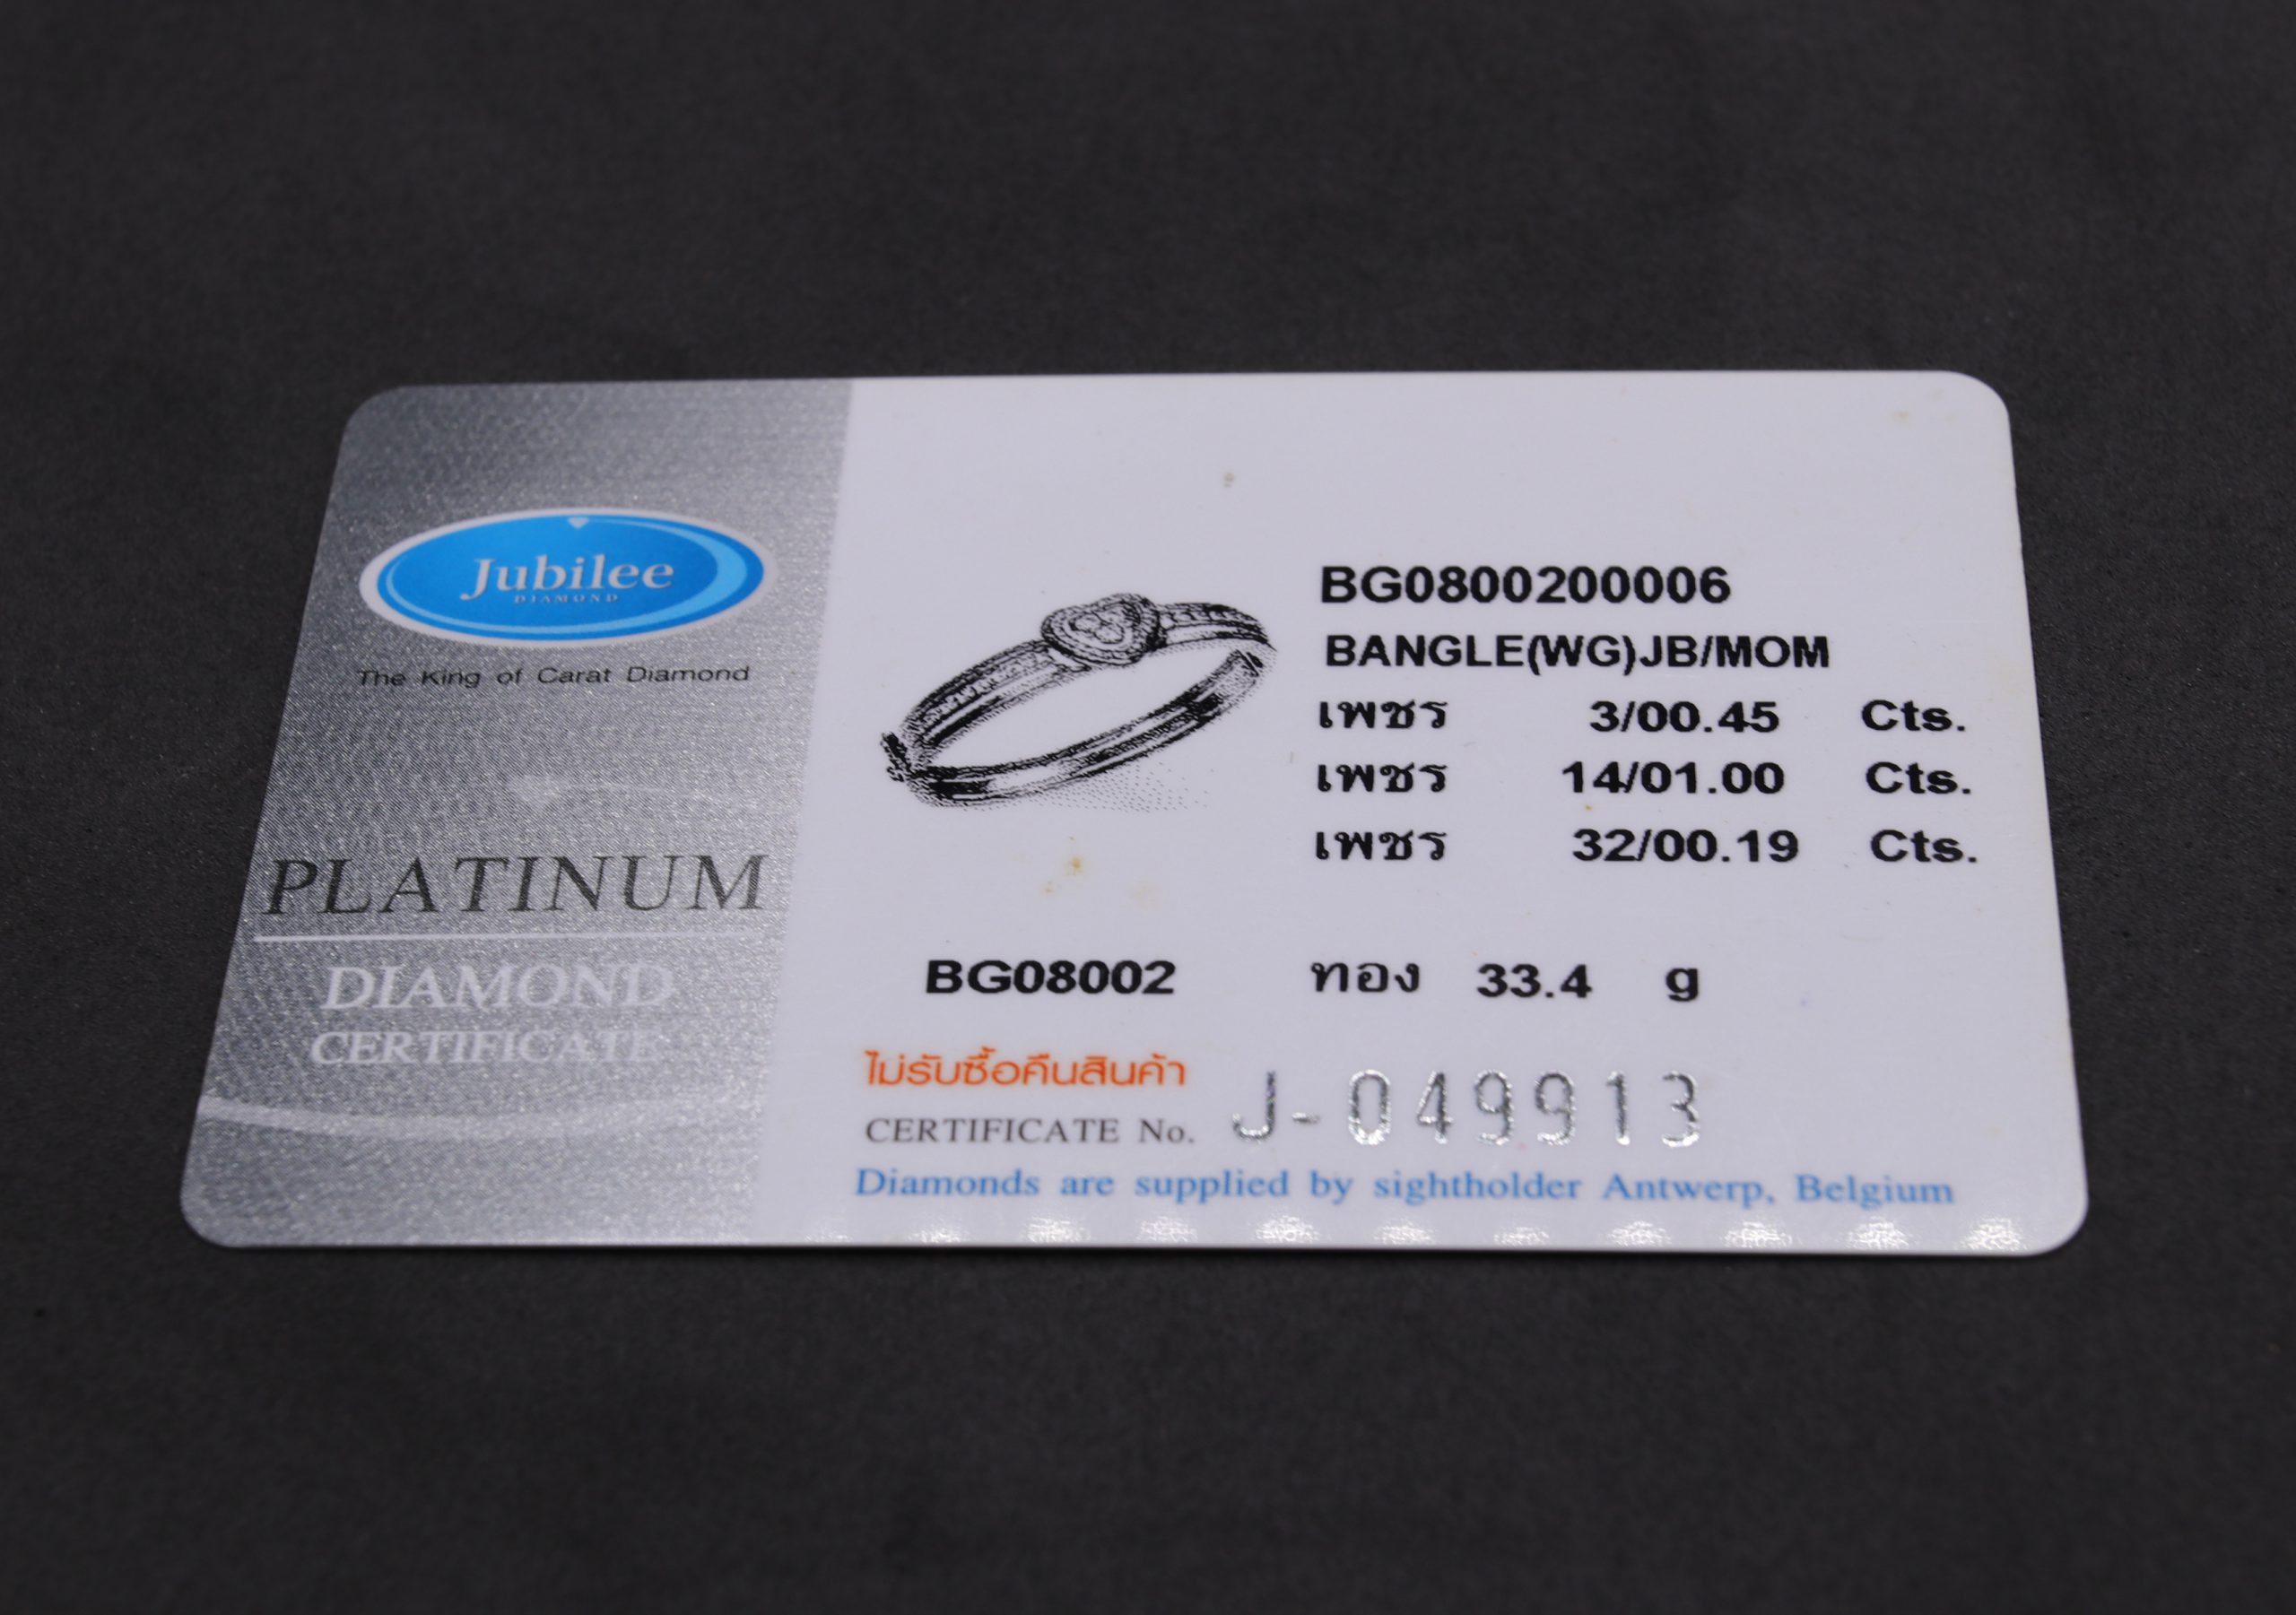 Jubilee
DIAMOND
The King of Carat Diamond
PLATINUM
DIAMOND
CERTIFICATE
BG0800200006
BANGLE(WG)JB/MOM
เพชร 3/00.45 Cts.
เพชร 14/01.00 Cts.
เพชร 32/00.19 Cts.
BG08002 ทอง 33.4 g
ไม่รับซื้อคืนสินค้า
CERTIFICATE No. J-049913
Diamonds are supplied by sightholder Antwerp, Belgium